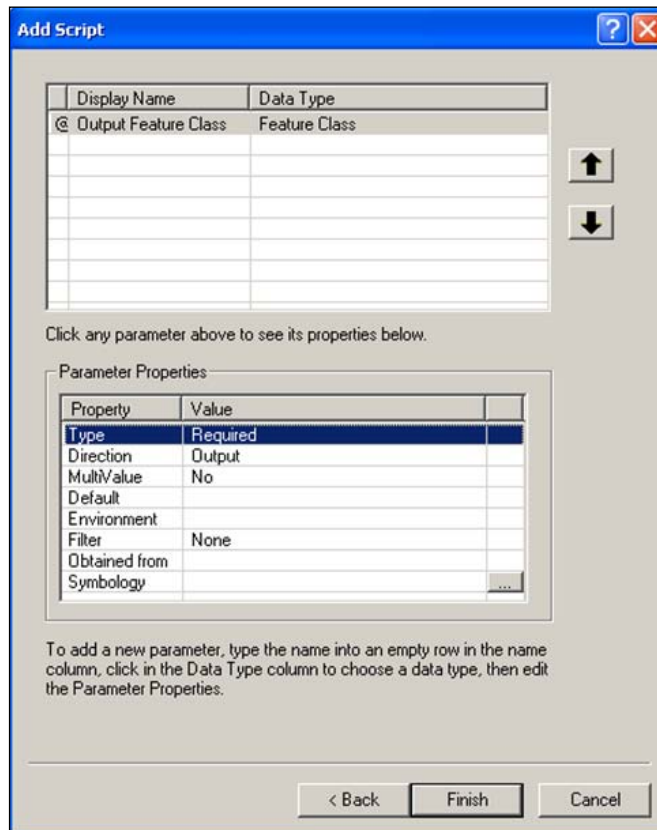 Add Script
Display Name Data Type
@ Output Feature Class Feature Class
Click any parameter above to see its properties below.
Parameter Properties
Property Value
Type Required
Direction Output
MultiValue No
Default
Environment
Filter None
Obtained from
Symbology ...
To add a new parameter, type the name into an empty row in the name
column, click in the Data Type column to choose a data type, then edit
the Parameter Properties.
< Back Finish Cancel